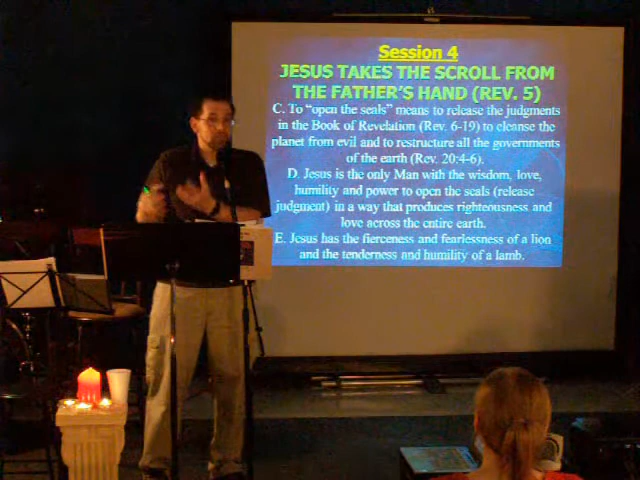 Session 4
JESUS TAKES THE SCROLL FROM
THE FATHER'S HAND (REV. 5)
C. To "open the seals" means to release the judgments
in the Book of Revelation (Rev. 6-19) to cleanse the
planet from evil and to restructure all the governments
of the earth (Rev. 20:4-6).
D. Jesus is the only Man with the wisdom, love,
humility and power to open the seals (release
judgment) in a way that produces righteousness and
love across the entire earth.
E. Jesus has the fierceness and fearlessness of a lion
and the tenderness and humility of a lamb.